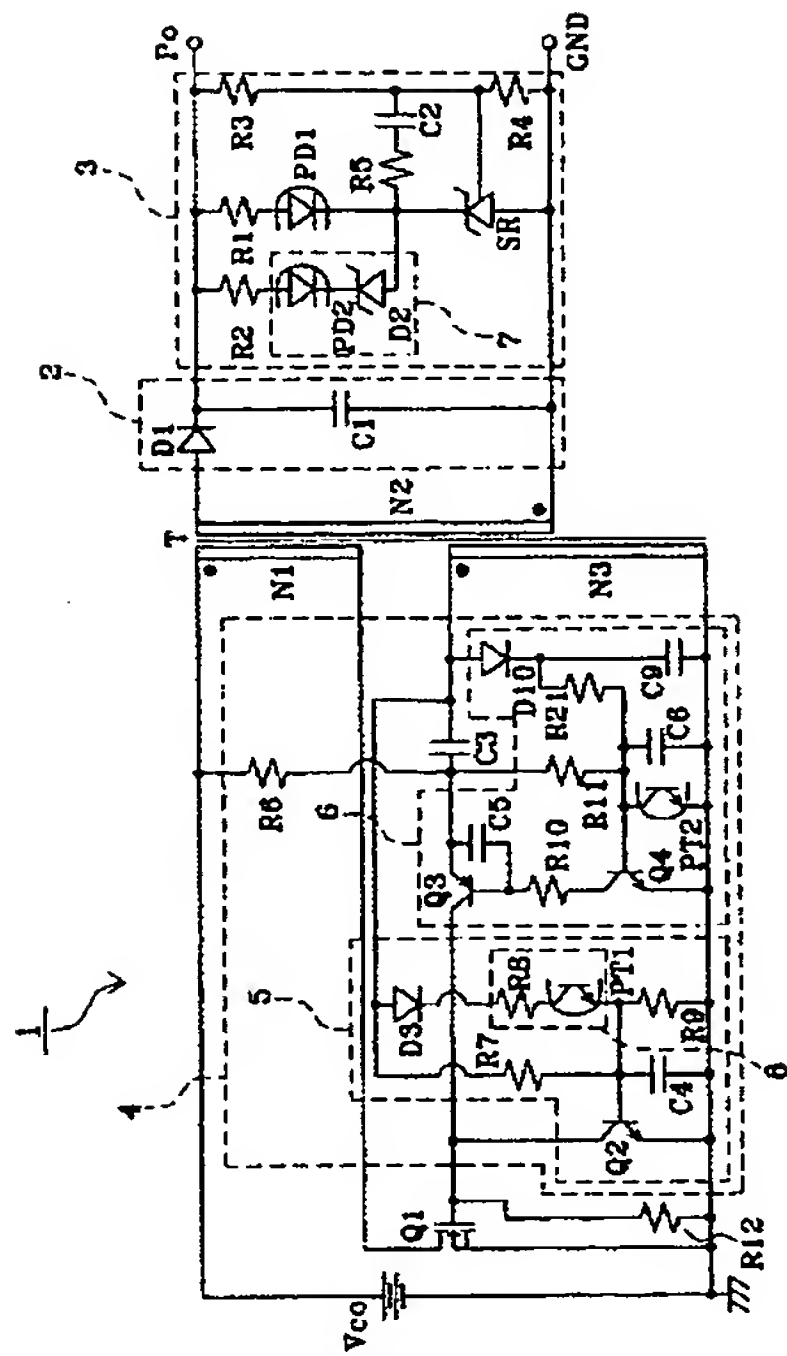 1
4
5
6
8
T
2
3
7
Vco
Q1
R12
Q2
C4
R7
D3
R8
PT1
R9
Q3
C5
R10
Q4
PT2
R11
C6
R6
C3
R21
D10
C9
N1
N3
N2
D1
C1
R2
PD2
D2
R1
PD1
R5
C2
SR
R3
R4
Po
GND